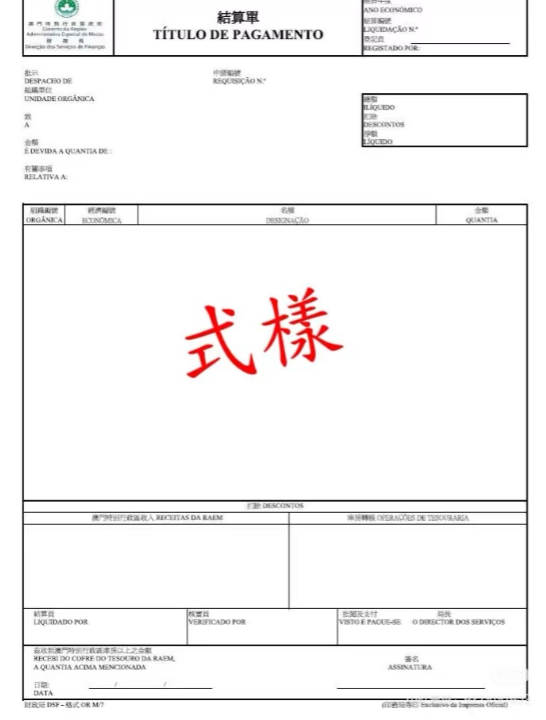 澳門特別行政區政府
Governo da Região
Administrativa Especial de Macau
財政局
Direcção dos Serviços de Finanças
結算單
TÍTULO DE PAGAMENTO
ANO ECONÓMICO
結算編號
LIQUIDAÇÃO N.º
登記員
REGISTADO POR:
批示
DESPACHO DE
申請編號
REQUISIÇÃO N.º
組織單位
UNIDADE ORGÂNICA
致
A
總額
ILÍQUIDO
扣除
DESCONTOS
淨額
LÍQUIDO
金額
É DEVIDA A QUANTIA DE :
有關事項
RELATIVA A:
組織編號 經濟編號 名稱 金額
ORGÂNICA ECONÓMICA DESIGNAÇÃO QUANTIA
式樣
扣除 DESCONTOS
澳門特別行政區收入 RECEITAS DA RAEM
庫房轉帳 OPERAÇÕES DE TESOURARIA
結算員
LIQUIDADO POR
核實員
VERIFICADO POR
批閱及支付 局長
VISTO E PAGUE-SE O DIRECTOR DOS SERVIÇOS
茲收到澳門特別行政區庫房以上之金額
RECEBI DO COFRE DO TESOURO DA RAEM,
A QUANTIA ACIMA MENCIONADA
簽名
ASSINATURA
日期: / /
DATA
財政局 DSF – 格式 OR M/7
(印務局專印 Exclusivo da Imprensa Oficial)